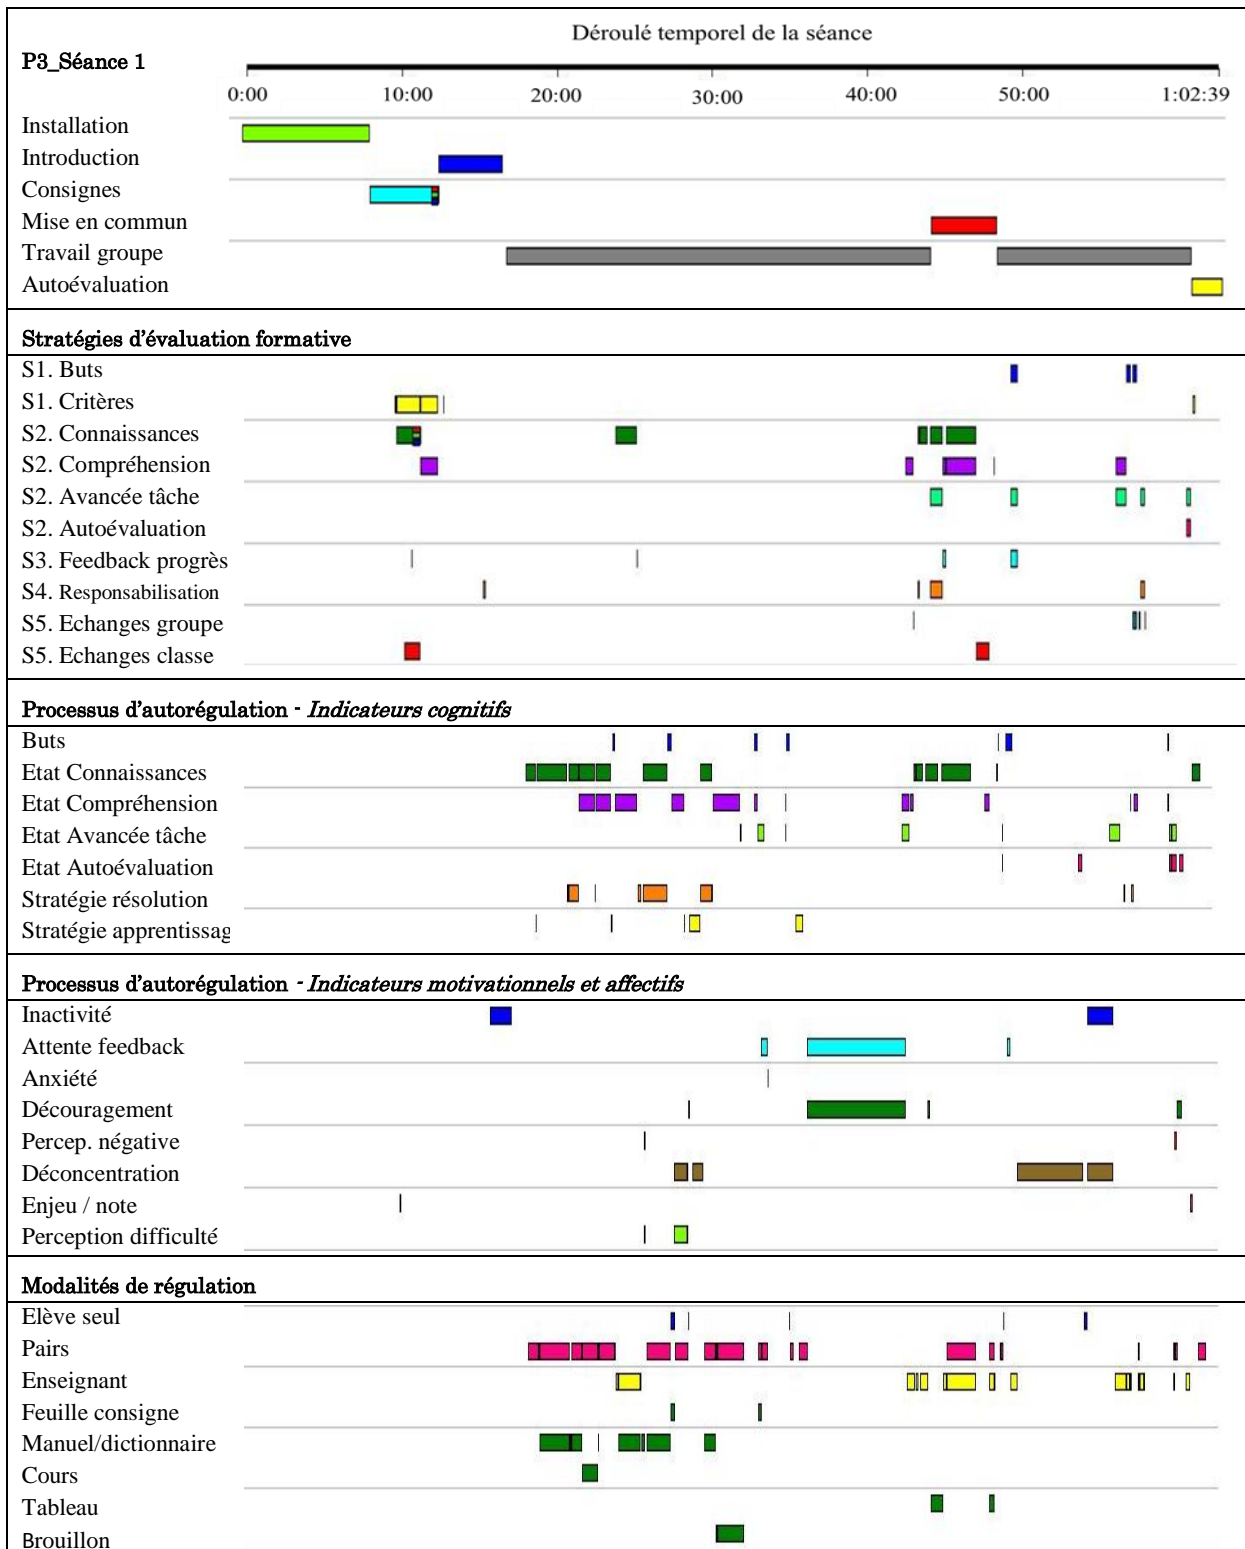 Déroulé temporel de la séance
P3_Séance 1
0:00 10:00 20:00 30:00 40:00 50:00 1:02:39
Installation
Introduction
Consignes
Mise en commun
Travail groupe
Autoévaluation
Stratégies d'évaluation formative
S1. Buts
S1. Critères
S2. Connaissances
S2. Compréhension
S2. Avancée tâche
S2. Autoévaluation
S3. Feedback progrès
S4. Responsabilisation
S5. Echanges groupe
S5. Echanges classe
Processus d'autorégulation - Indicateurs cognitifs
Buts
Etat Connaissances
Etat Compréhension
Etat Avancée tâche
Etat Autoévaluation
Stratégie résolution
Stratégie apprentissag
Processus d'autorégulation - Indicateurs motivationnels et affectifs
Inactivité
Attente feedback
Anxiété
Découragement
Percep. négative
Déconcentration
Enjeu / note
Perception difficulté
Modalités de régulation
Elève seul
Pairs
Enseignant
Feuille consigne
Manuel/dictionnaire
Cours
Tableau
Brouillon